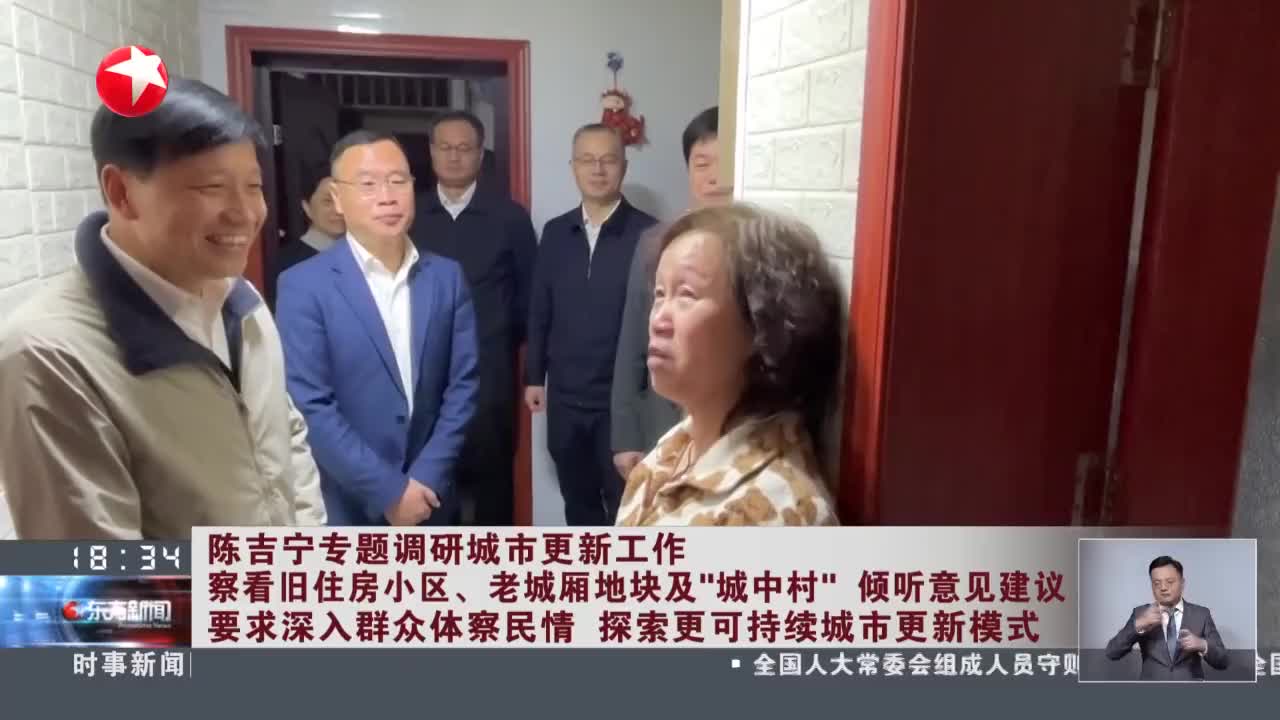 陈吉宁专题调研城市更新工作
察看旧住房小区、老城厢地块及"城中村" 倾听意见建议
要求深入群众体察民情 探索更可持续城市更新模式
18:34
东方新闻
时事新闻
▪ 全国人大常委会组成人员守则
全国